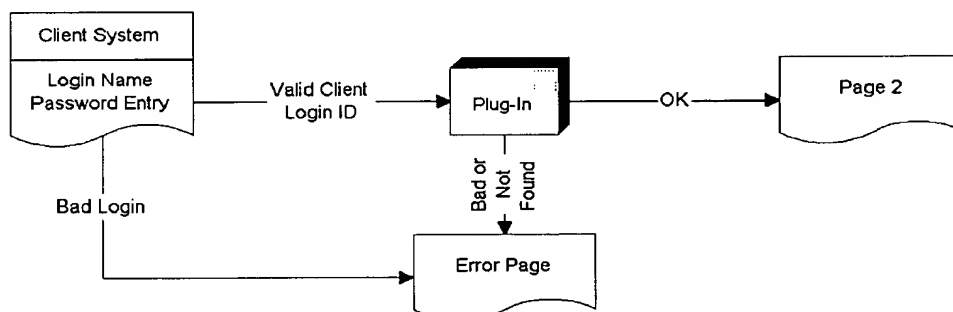 Client System
Login Name
Password Entry
Valid Client
Login ID
Plug-In
OK
Page 2
Bad or
Not
Found
Bad Login
Error Page